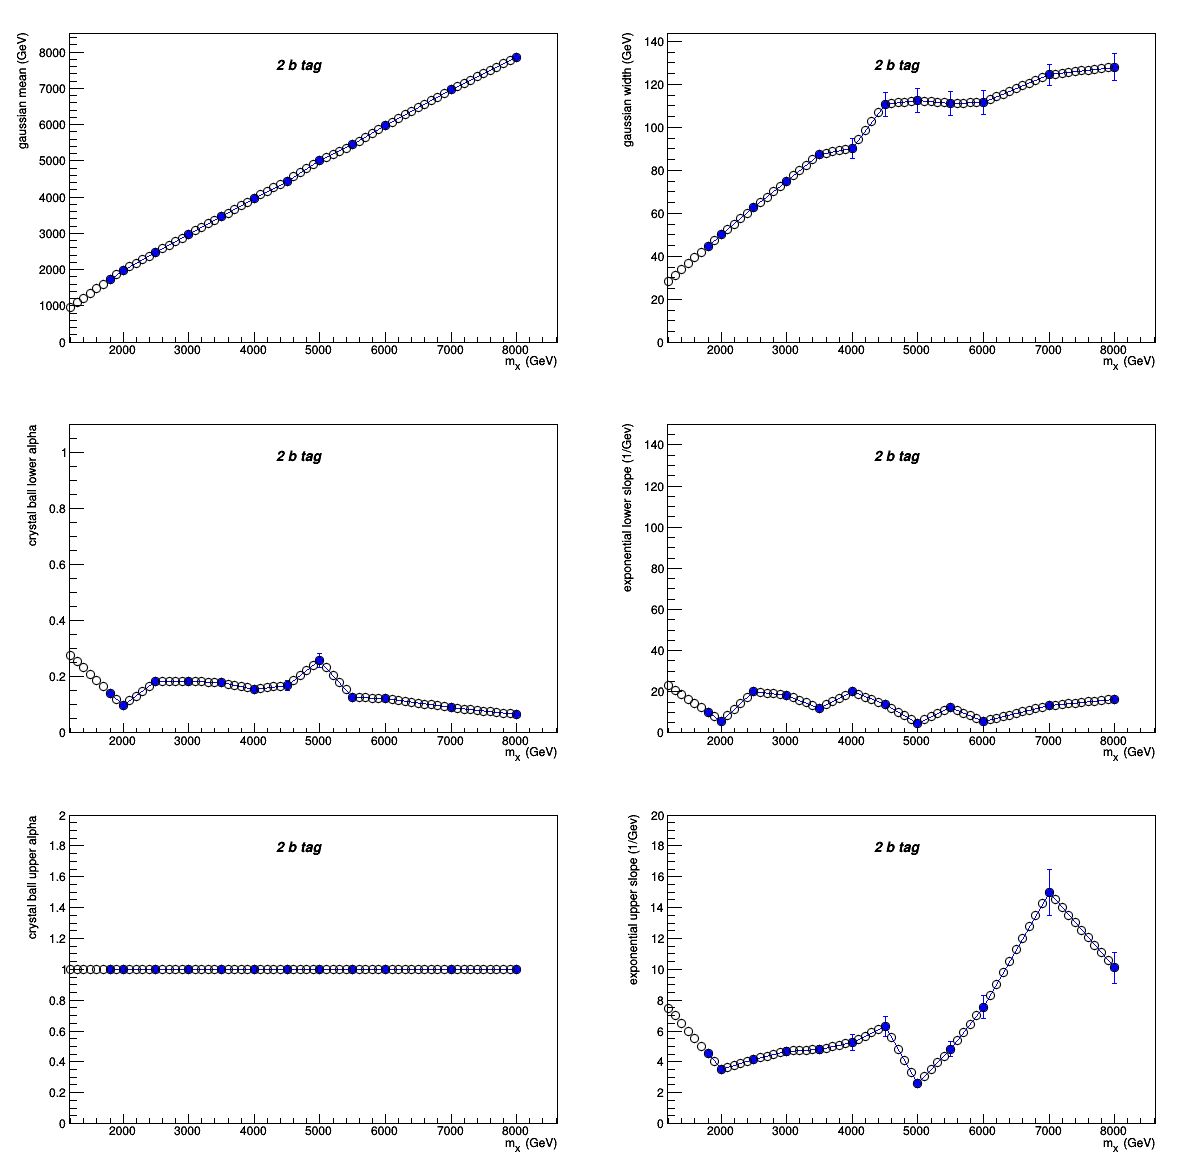 gaussian mean (GeV)
2 b tag
8000
7000
6000
5000
4000
3000
2000
1000
0
2000 3000 4000 5000 6000 7000 8000
m_x (GeV)
gaussian width (GeV)
2 b tag
140
120
100
80
60
40
20
0
2000 3000 4000 5000 6000 7000 8000
m_x (GeV)
crystal ball lower alpha
2 b tag
1
0.8
0.6
0.4
0.2
0
2000 3000 4000 5000 6000 7000 8000
m_x (GeV)
exponential lower slope (1/Gev)
2 b tag
140
120
100
80
60
40
20
0
2000 3000 4000 5000 6000 7000 8000
m_x (GeV)
crystal ball upper alpha
2 b tag
2
1.8
1.6
1.4
1.2
1
0.8
0.6
0.4
0.2
0
2000 3000 4000 5000 6000 7000 8000
m_x (GeV)
exponential upper slope (1/Gev)
2 b tag
20
18
16
14
12
10
8
6
4
2
0
2000 3000 4000 5000 6000 7000 8000
m_x (GeV)